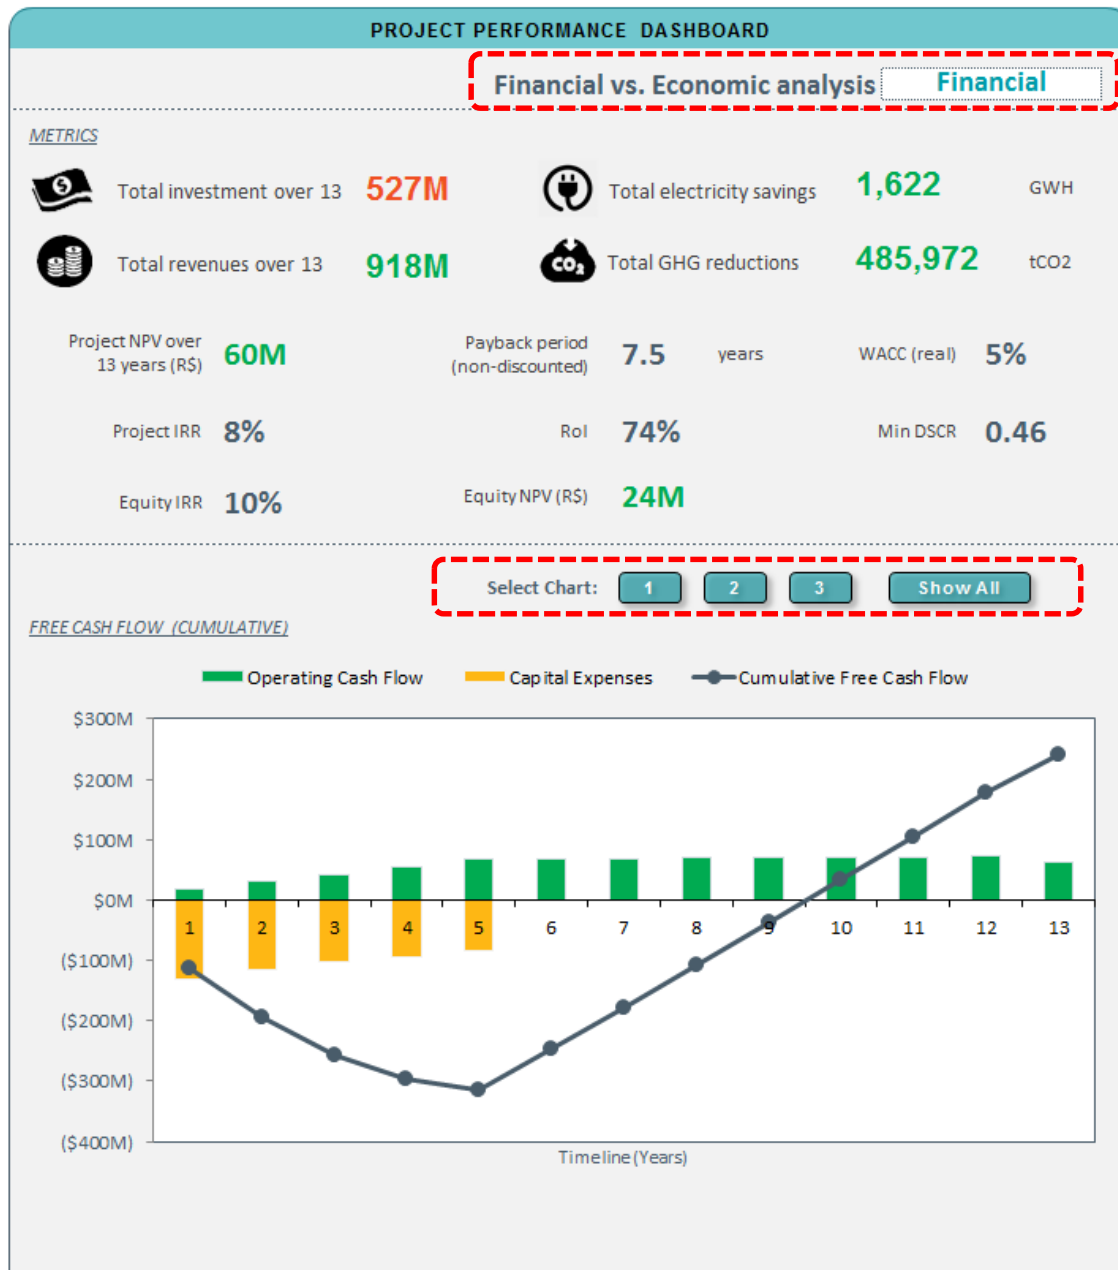 PROJECT PERFORMANCE DASHBOARD
Financial vs. Economic analysis Financial
METRICS
Total investment over 13 527M Total electricity savings 1,622 GWH
Total revenues over 13 918M CO₂ Total GHG reductions 485,972 tCO2
Project NPV over
13 years (R$) 60M
Payback period
(non-discounted) 7.5 years
WACC (real) 5%
Project IRR 8% RoI 74% Min DSCR 0.46
Equity IRR 10% Equity NPV (R$) 24M
Select Chart: 1 2 3 Show All
FREE CASH FLOW (CUMULATIVE)
Operating Cash Flow Capital Expenses Cumulative Free Cash Flow
$300M
$200M
$100M
$0M
1 2 3 4 5 6 7 8 9 10 11 12 13
($100M)
($200M)
($300M)
($400M)
Timeline (Years)